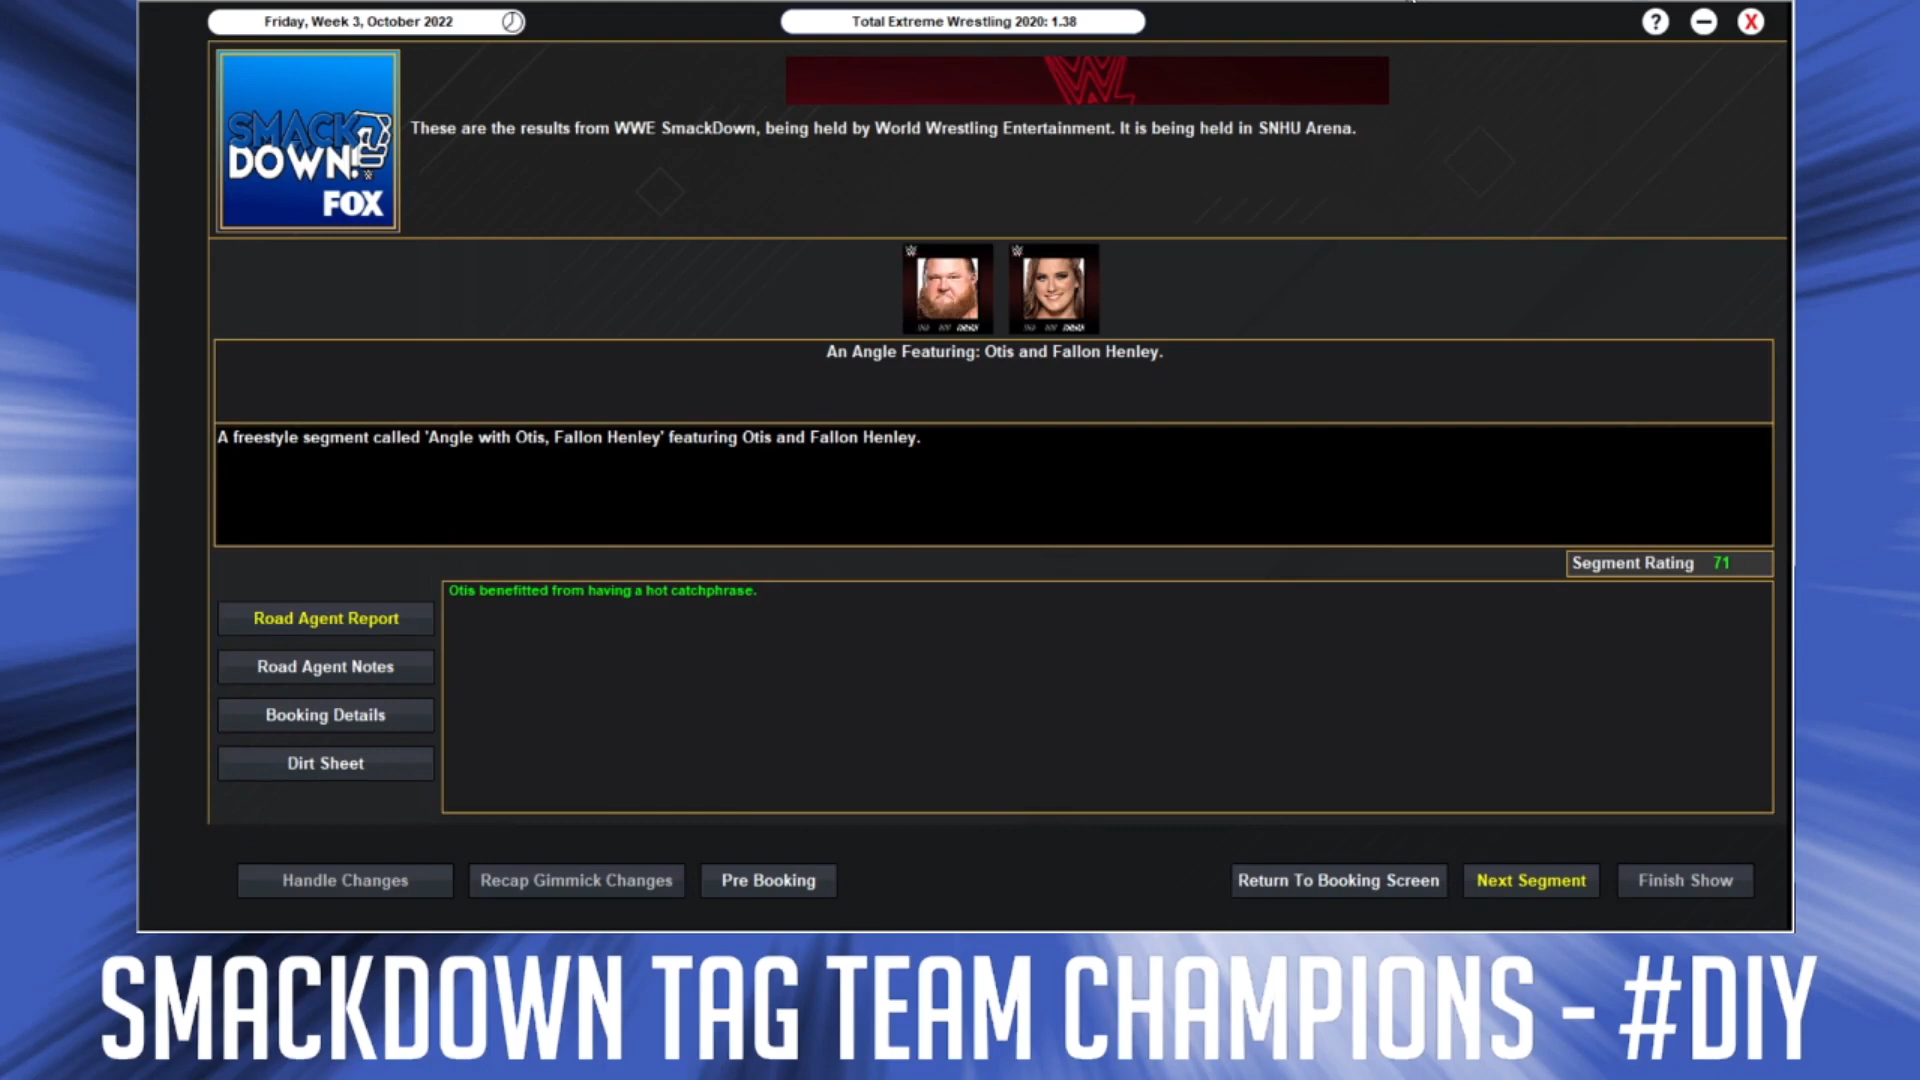 Friday, Week 3, October 2022
Total Extreme Wrestling 2020: 1.38
?
X
SMACK
DOWN!
FOX
These are the results from WWE SmackDown, being held by World Wrestling Entertainment. It is being held in SNHU Arena.
An Angle Featuring: Otis and Fallon Henley.
A freestyle segment called 'Angle with Otis, Fallon Henley' featuring Otis and Fallon Henley.
Segment Rating 71
Otis benefitted from having a hot catchphrase.
Road Agent Report
Road Agent Notes
Booking Details
Dirt Sheet
Handle Changes
Recap Gimmick Changes
Pre Booking
Return To Booking Screen
Next Segment
Finish Show
SMACKDOWN TAG TEAM CHAMPIONS - #DIY